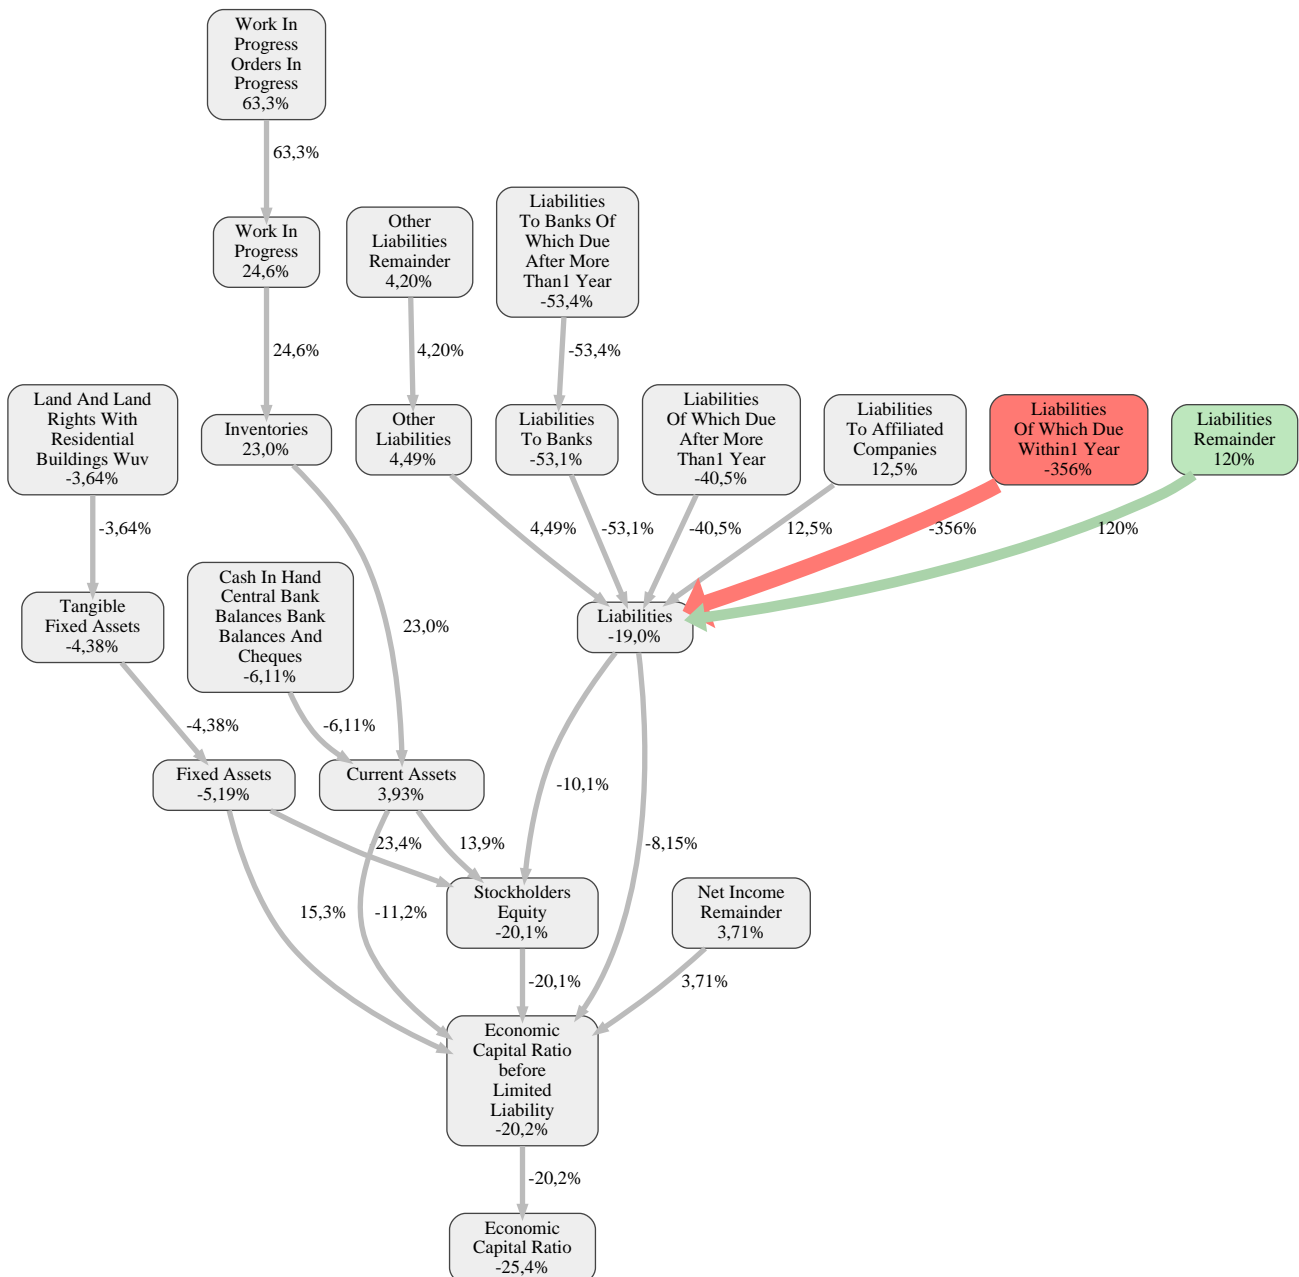 Work In
Progress
Orders In
Progress
63,3%
63,3%
Work In
Progress
24,6%
Other
Liabilities
Remainder
4,20%
Liabilities
To Banks Of
Which Due
After More
Than1 Year
-53,4%
24,6%
4,20%
-53,4%
Land And Land
Rights With
Residential
Buildings Wuv
-3,64%
Inventories
23,0%
Other
Liabilities
4,49%
Liabilities
To Banks
-53,1%
Liabilities
Of Which Due
After More
Than1 Year
-40,5%
Liabilities
To Affiliated
Companies
12,5%
Liabilities
Of Which Due
Within1 Year
-356%
Liabilities
Remainder
120%
-3,64%
4,49%
-53,1%
-40,5%
12,5%
-356%
120%
Tangible
Fixed Assets
-4,38%
Cash In Hand
Central Bank
Balances Bank
Balances And
Cheques
-6,11%
23,0%
Liabilities
-19,0%
-4,38%
-6,11%
Fixed Assets
-5,19%
Current Assets
3,93%
-10,1%
23,4%
13,9%
-8,15%
15,3%
-11,2%
Stockholders
Equity
-20,1%
Net Income
Remainder
3,71%
-20,1%
3,71%
Economic
Capital Ratio
before
Limited
Liability
-20,2%
-20,2%
Economic
Capital Ratio
-25,4%